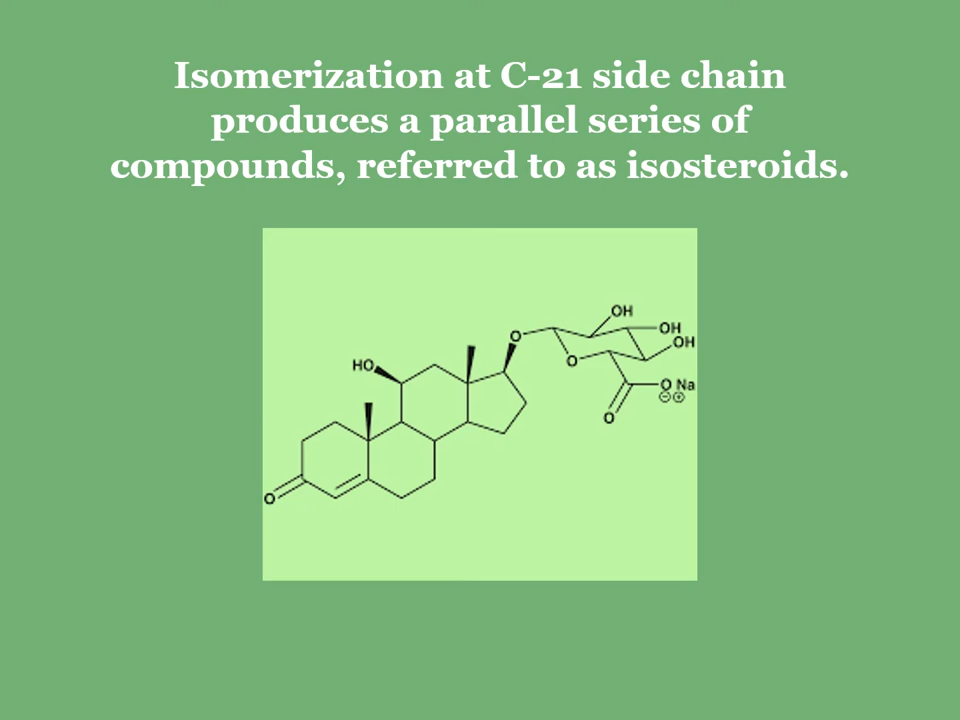 Isomerization at C-21 side chain
produces a parallel series of
compounds, referred to as isosteroids.
OH
O
OH
HO
O
OH
O Na
⊖⊕
O
O